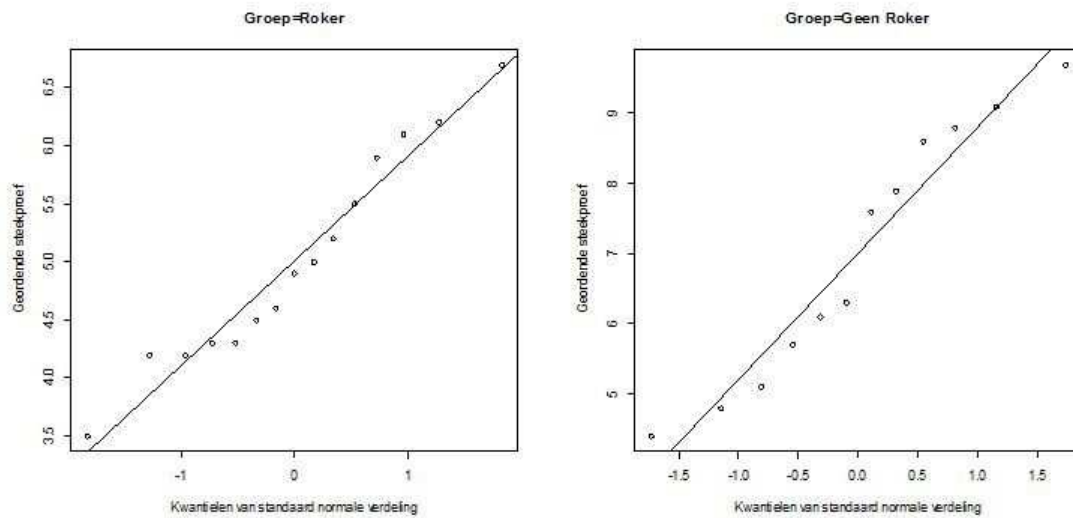 Groep=Roker
Geordende steekproef
6.5
6.0
5.5
5.0
4.5
4.0
3.5
-1 0 1
Kwantielen van standaard normale verdeling
Groep=Geen Roker
Geordende steekproef
9
8
7
6
5
-1.5 -1.0 -0.5 0.0 0.5 1.0 1.5
Kwantielen van standaard normale verdeling